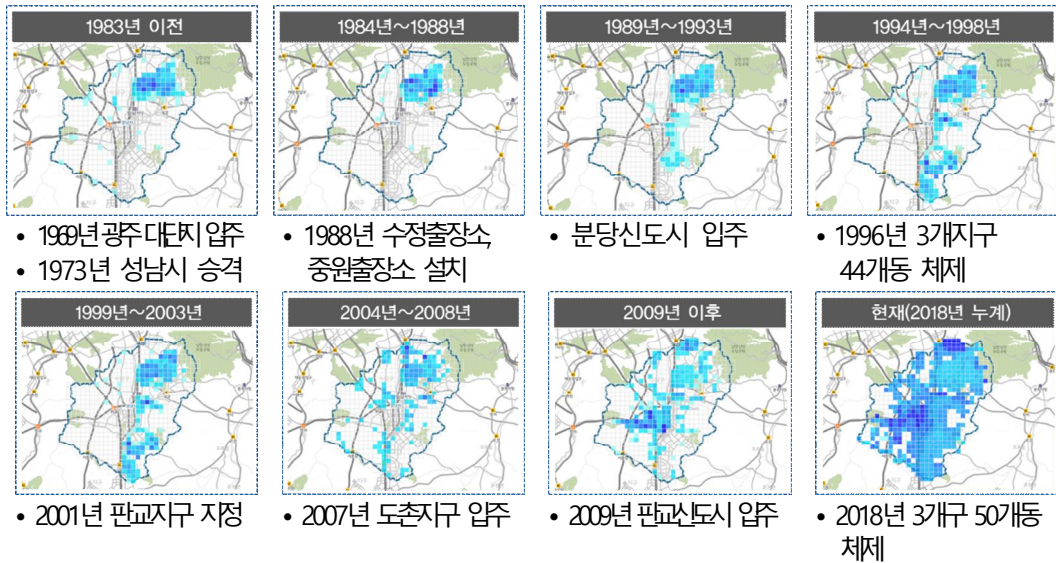 1983년 이전
1984년～1988년
1989년～1993년
1994년～1998년
• 1969년 광주대단지 입주
• 1973년 성남시 승격
• 1988년 수정출장소,
중원출장소 설치
• 분당신도시 입주
• 1996년 3개지구
44개동 체제
1999년～2003년
2004년～2008년
2009년 이후
현재(2018년 누계)
• 2001년 판교지구 지정
• 2007년 도촌지구 입주
• 2009년 판교신도시 입주
• 2018년 3개구 50개동
체제